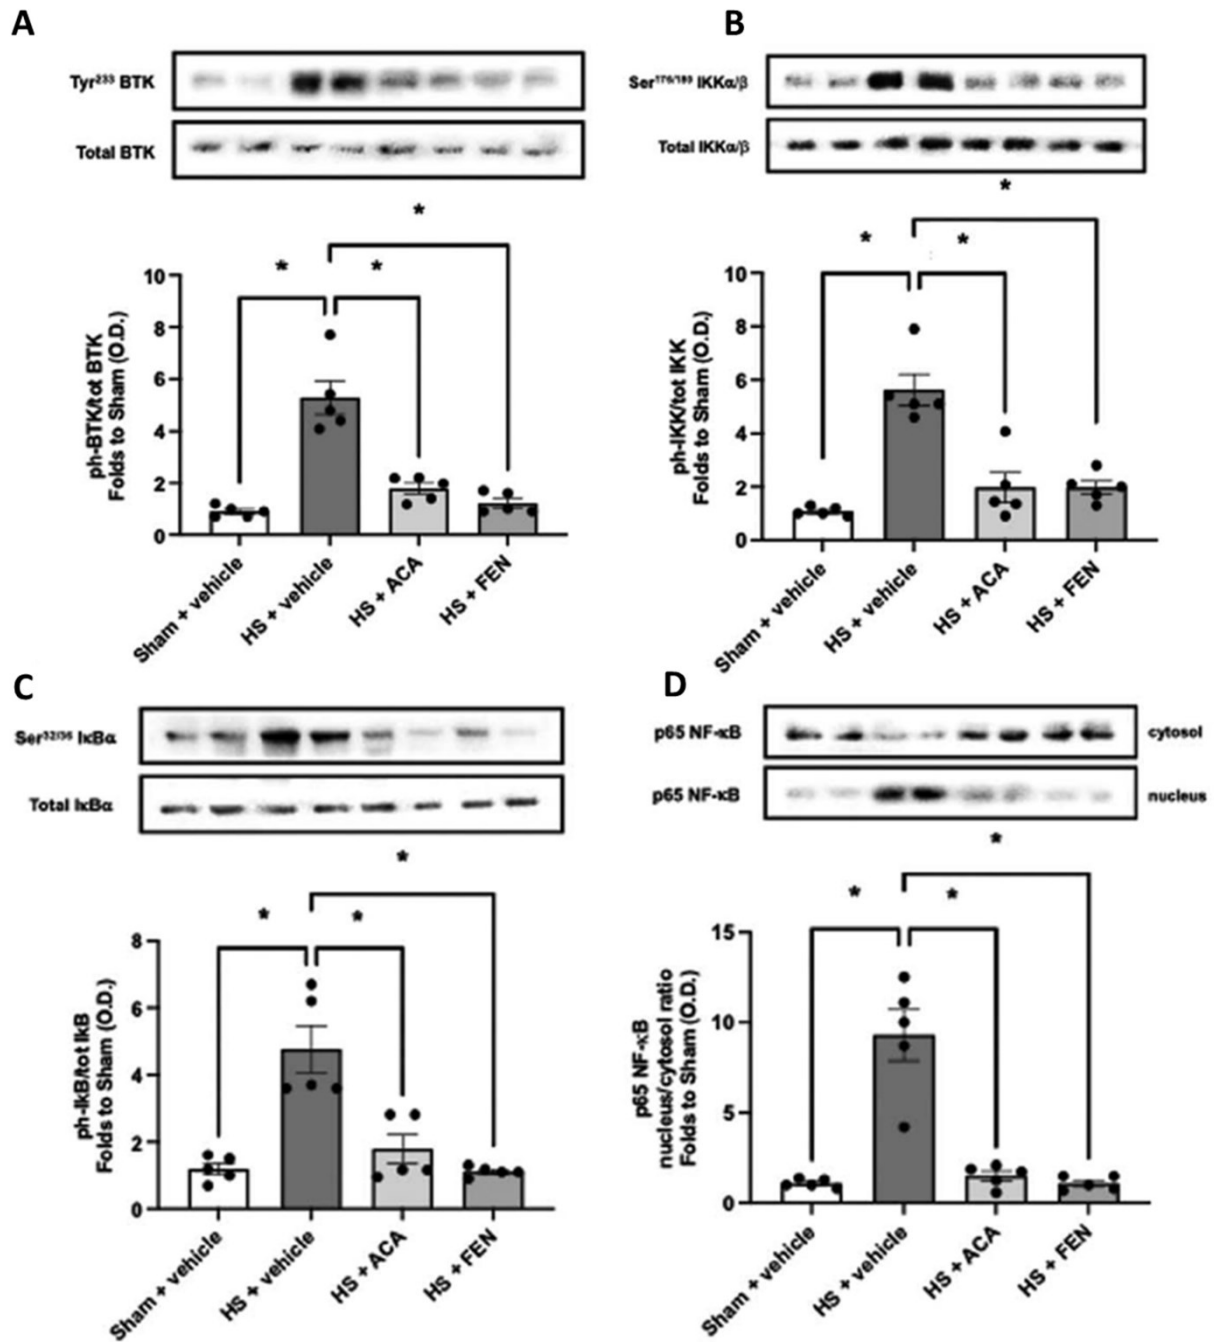 A
B
Tyr²³³ BTK
Total BTK
Ser¹⁷⁶/¹⁸⁰ IKKα/β
Total IKKα/β
*
*
*
*
*
*
ph-BTK/tot BTK
Folds to Sham (O.D.)
10
8
6
4
2
0
Sham + vehicle
HS + vehicle
HS + ACA
HS + FEN
ph-IKK/tot IKK
Folds to Sham (O.D.)
10
8
6
4
2
0
Sham + vehicle
HS + vehicle
HS + ACA
HS + FEN
C
D
Ser³²/³⁶ IκBα
Total IκBα
p65 NF-κB
cytosol
p65 NF-κB
nucleus
*
*
*
*
*
*
ph-IkB/tot IkB
Folds to Sham (O.D.)
8
6
4
2
0
Sham + vehicle
HS + vehicle
HS + ACA
HS + FEN
p65 NF-κB
nucleus/cytosol ratio
Folds to Sham (O.D.)
15
10
5
0
Sham + vehicle
HS + vehicle
HS + ACA
HS + FEN